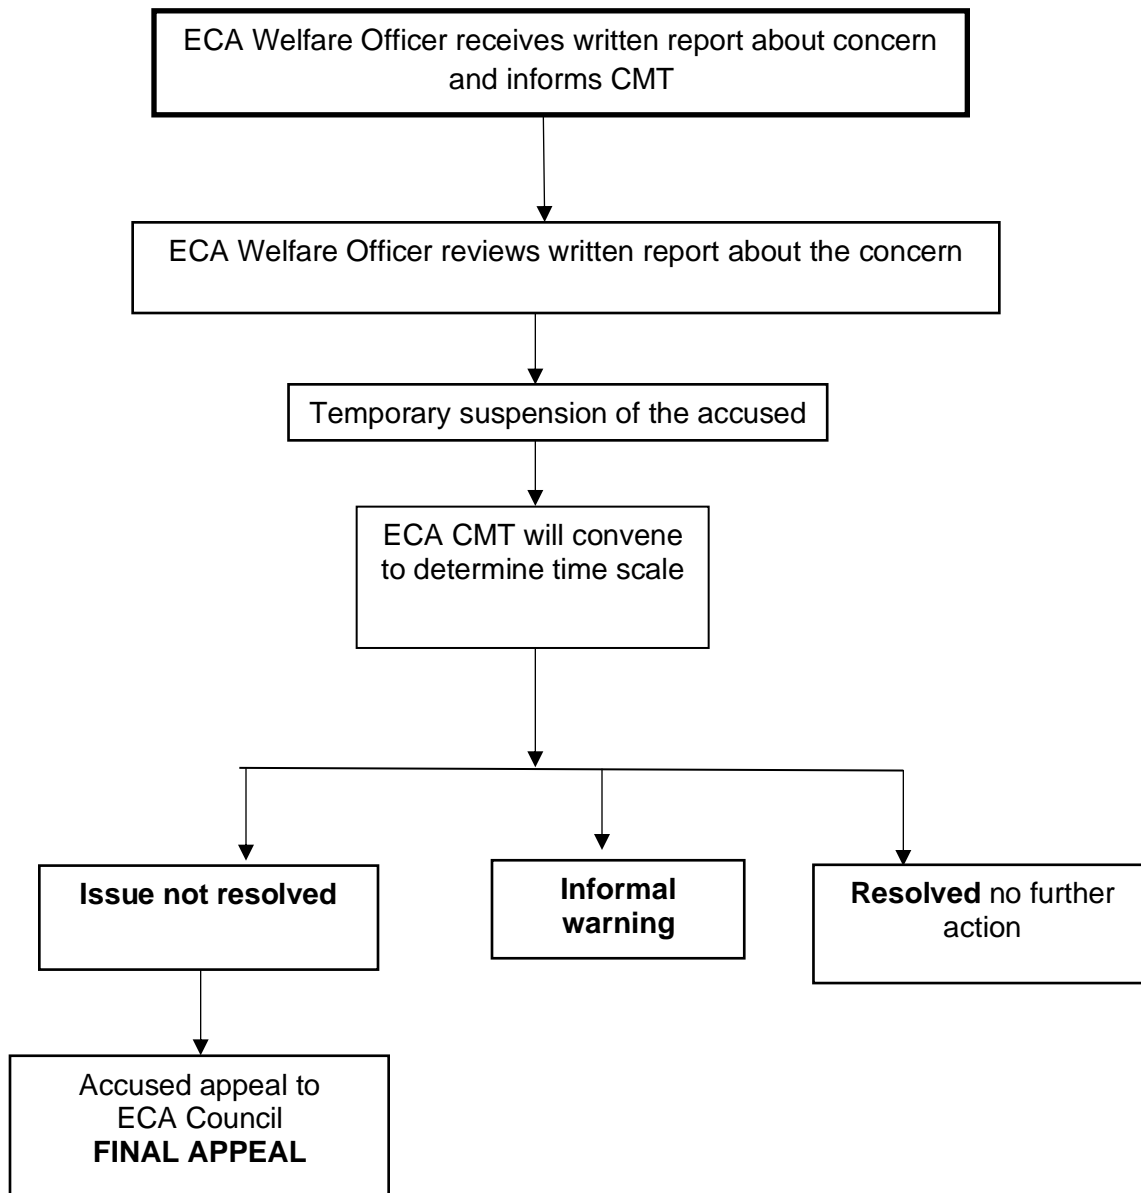 ECA Welfare Officer receives written report about concern
and informs CMT
ECA Welfare Officer reviews written report about the concern
Temporary suspension of the accused
ECA CMT will convene
to determine time scale
Issue not resolved
Informal
warning
Resolved no further
action
Accused appeal to
ECA Council
FINAL APPEAL